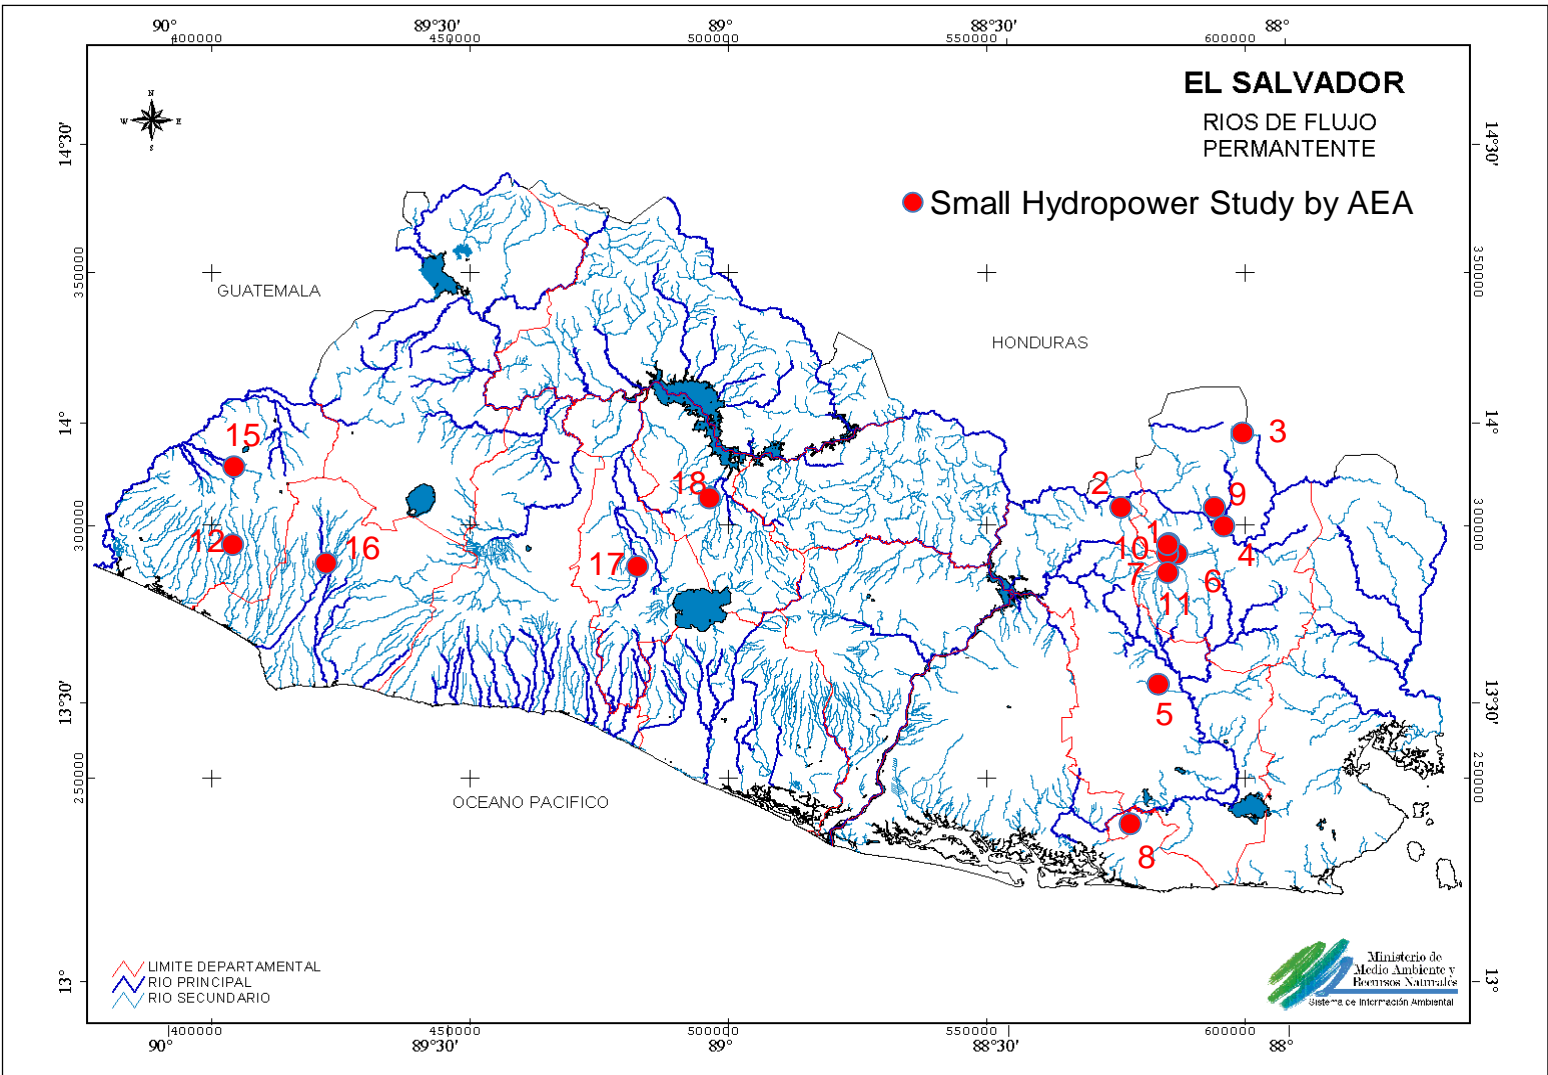 90°
89°30'
89°
88°30'
88°
400000
450000
500000
550000
600000
EL SALVADOR
RIOS DE FLUJO
PERMANTENTE
Small Hydropower Study by AEA
N
W
E
S
14°30'
14°30'
350000
350000
GUATEMALA
HONDURAS
14°
14°
15
3
18
2
9
300000
300000
12
16
1
10
4
17
7
6
11
13°30'
13°30'
5
250000
250000
OCEANO PACIFICO
8
LIMITE DEPARTAMENTAL
RIO PRINCIPAL
RIO SECUNDARIO
Ministerio de
Medio Ambiente y
Recursos Naturales
Sistema de Información Ambiental
13°
13°
400000
450000
500000
550000
600000
90°
89°30'
89°
88°30'
88°